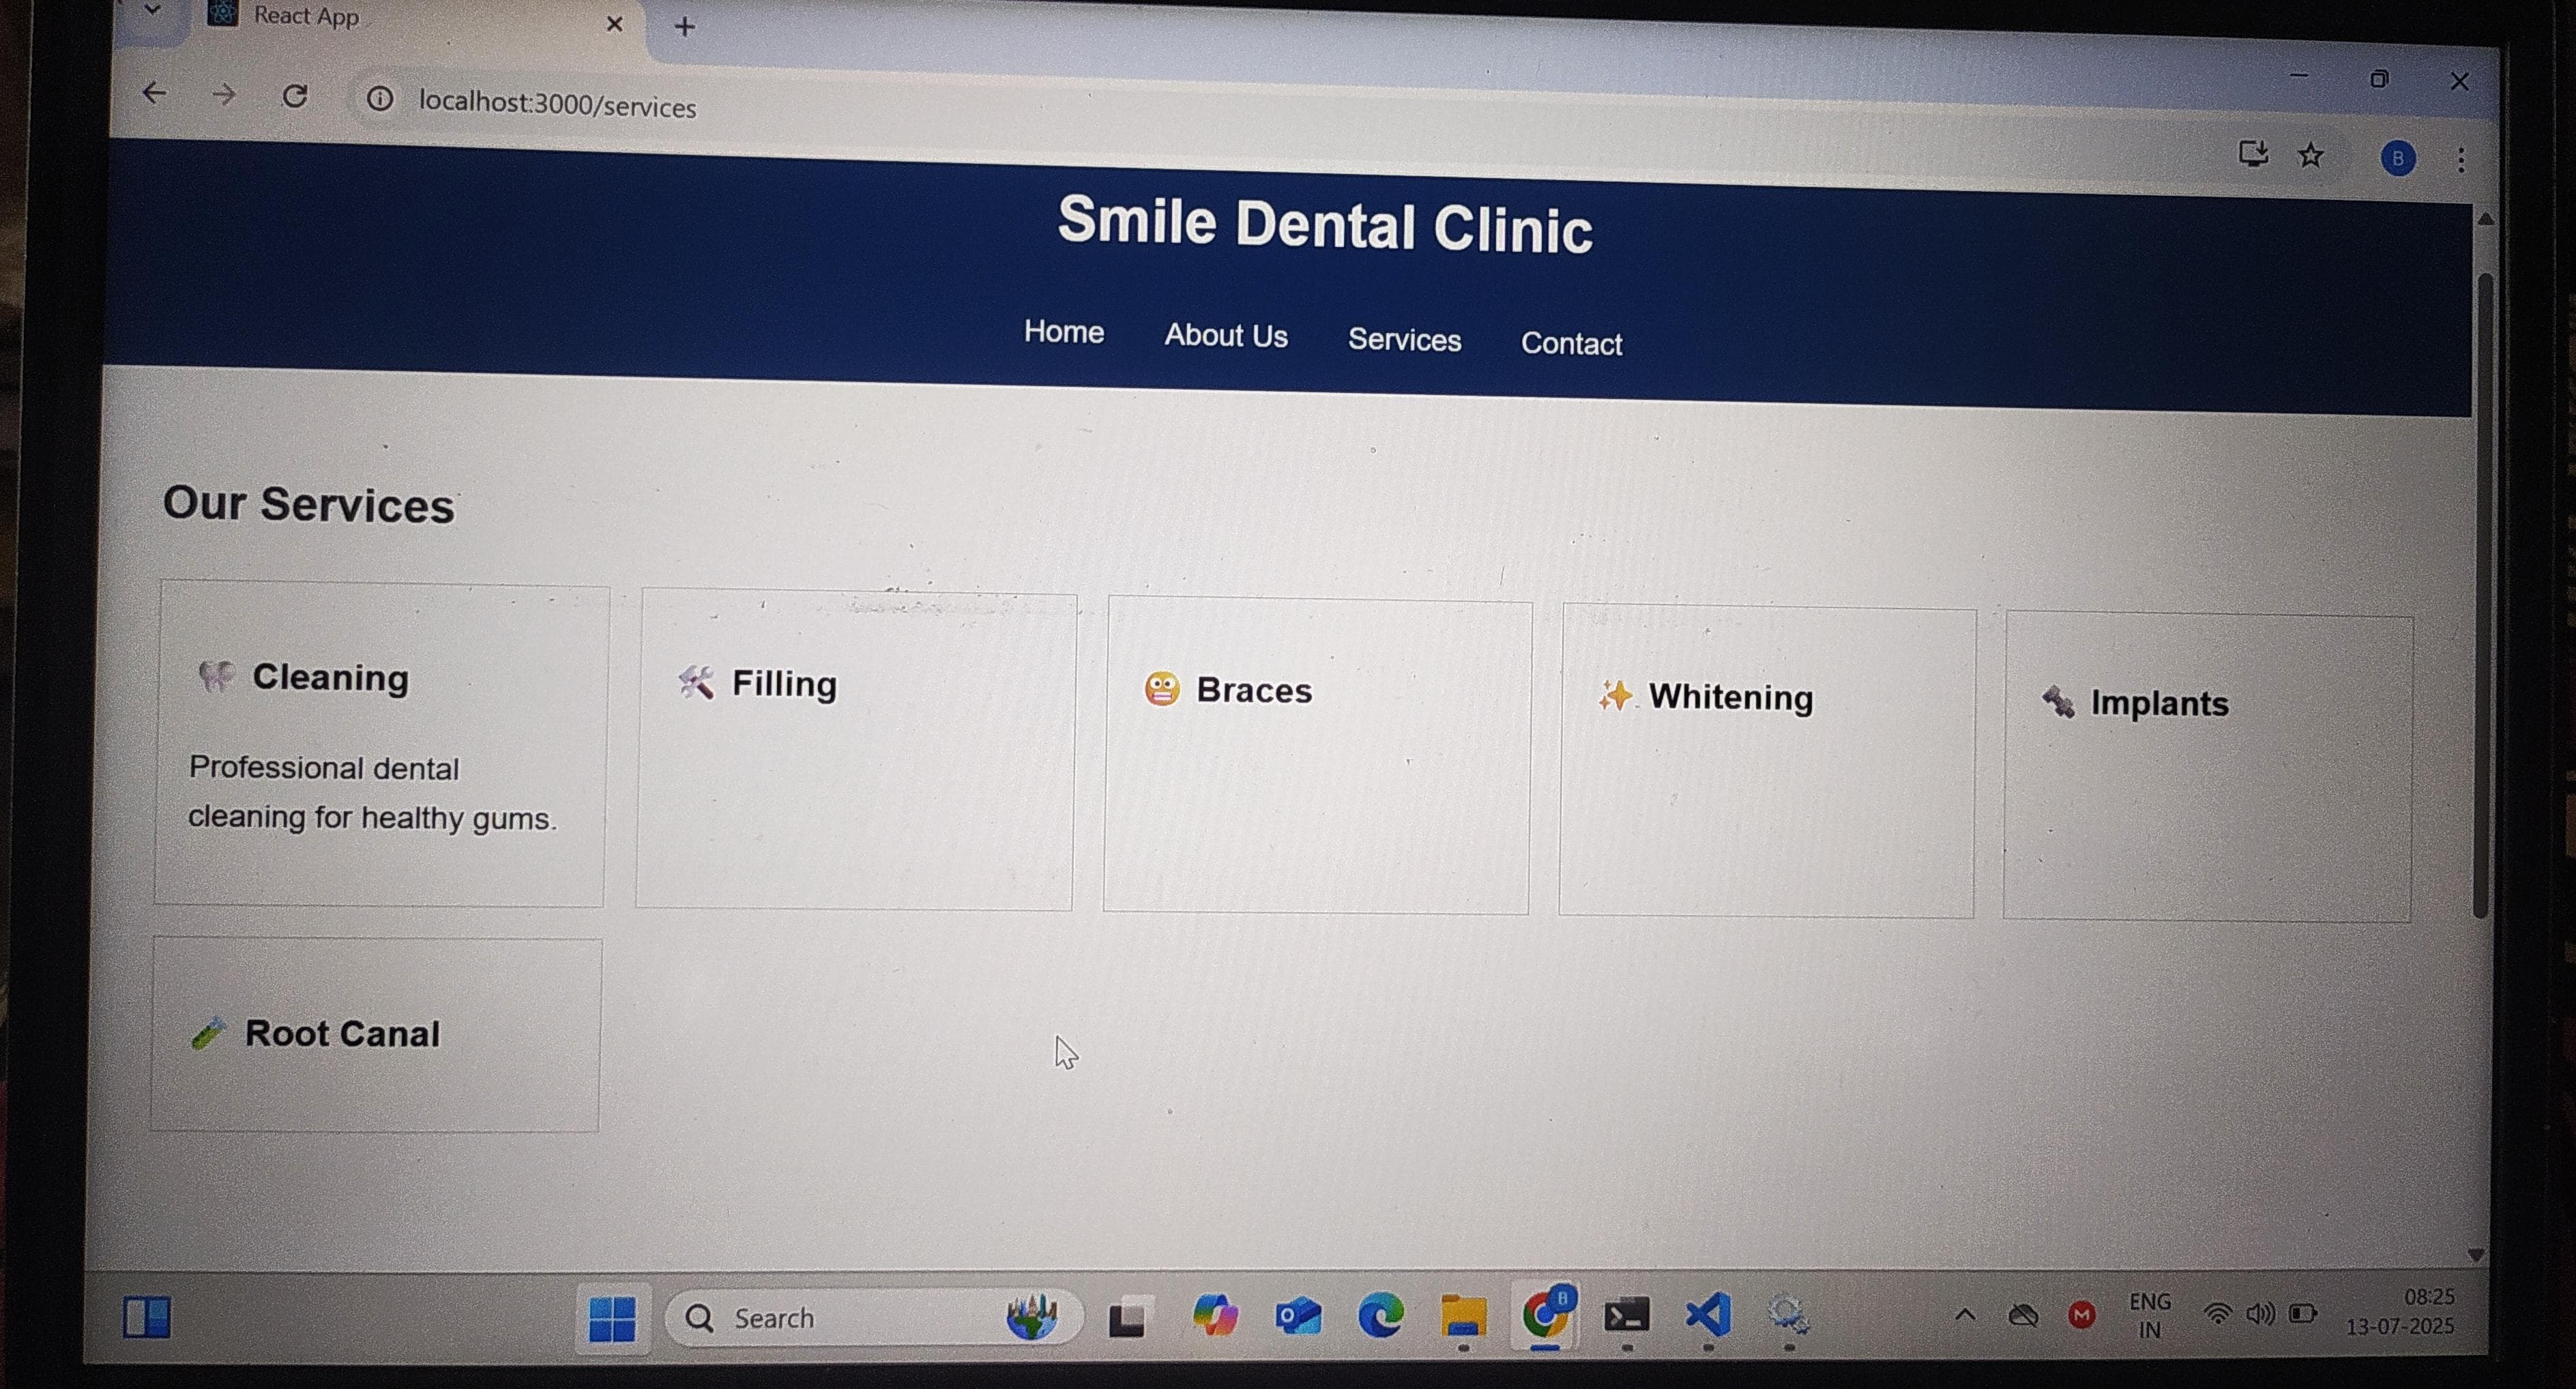 React App
localhost:3000/services
B
Smile Dental Clinic
Home About Us Services Contact
Our Services
Cleaning
Professional dental
cleaning for healthy gums.
Filling
Braces
Whitening
Implants
Root Canal
Search
B
M
ENG
IN
08:25
13-07-2025